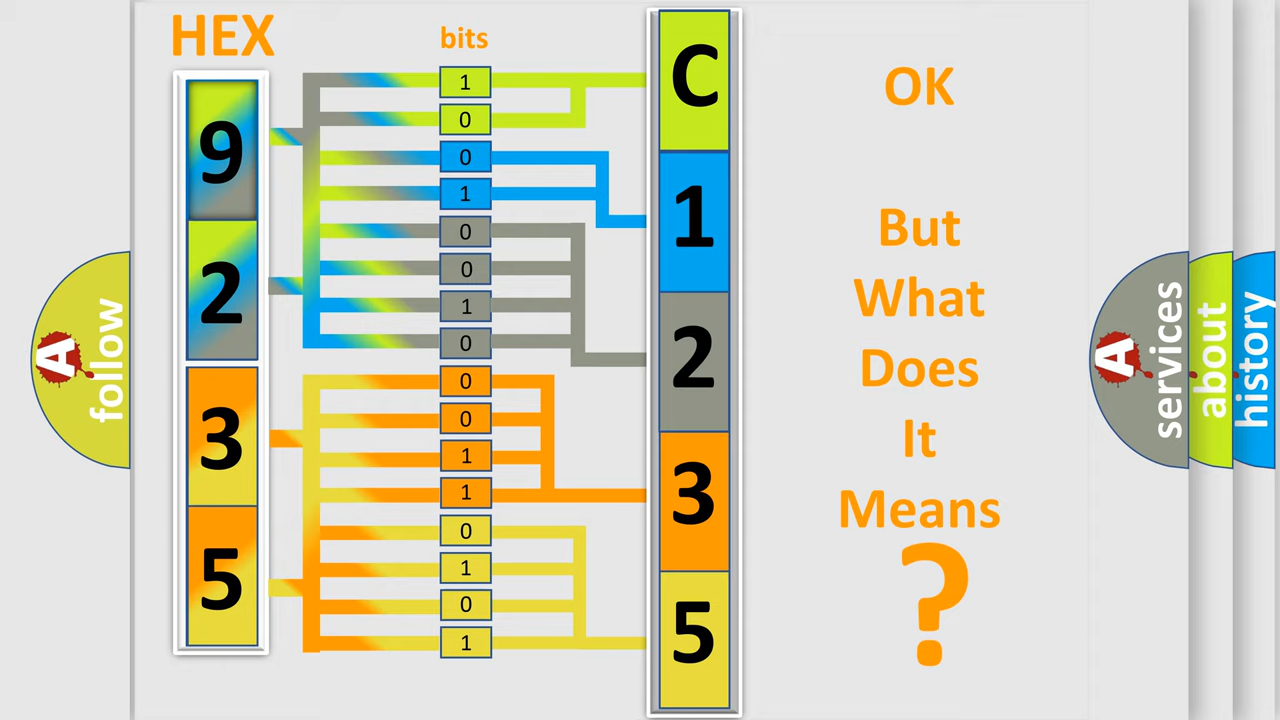 HEX
bits
9
2
3
5
1
0
0
1
0
0
1
0
0
0
1
1
0
1
0
1
C
1
2
3
5
OK
But
What
Does
It
Means
?
A
follow
A
services
about
history